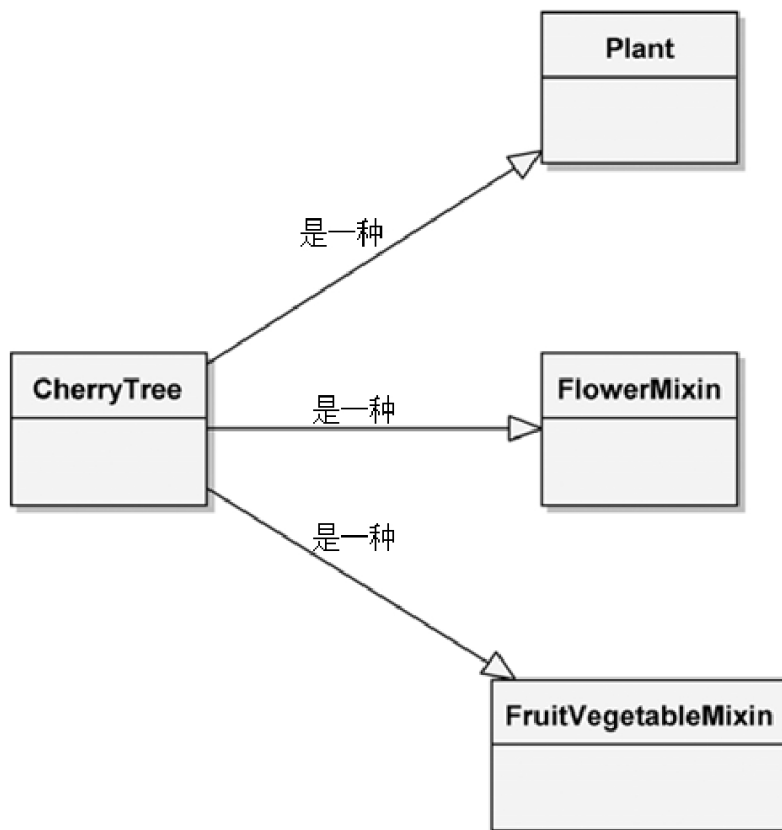 Plant
是一种
CherryTree
是一种
FlowerMixin
是一种
FruitVegetableMixin